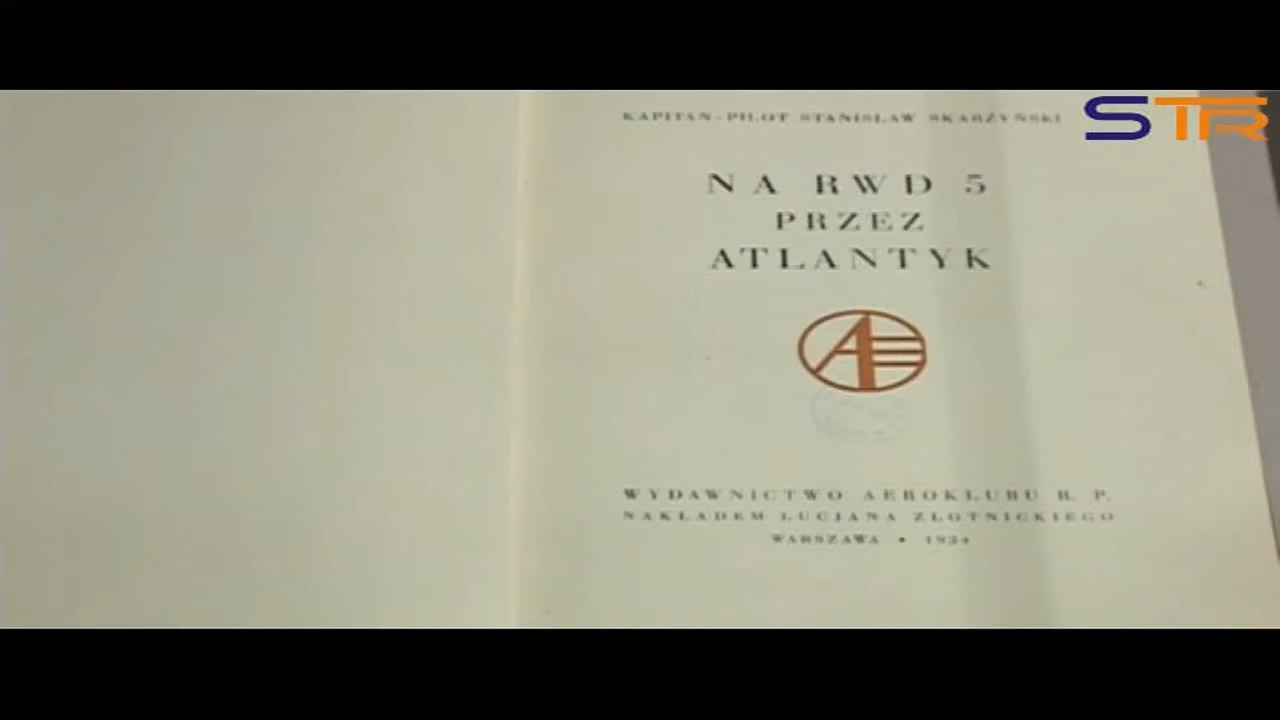 STR
KAPITAN-PILOT STANISŁAW SKARŻYŃSKI
NA RWD 5
PRZEZ
ATLANTYK
WYDAWNICTWO AEROKLUBU R. P.
NAKŁADEM LUCJANA ZŁOTNICKIEGO
WARSZAWA • 1934